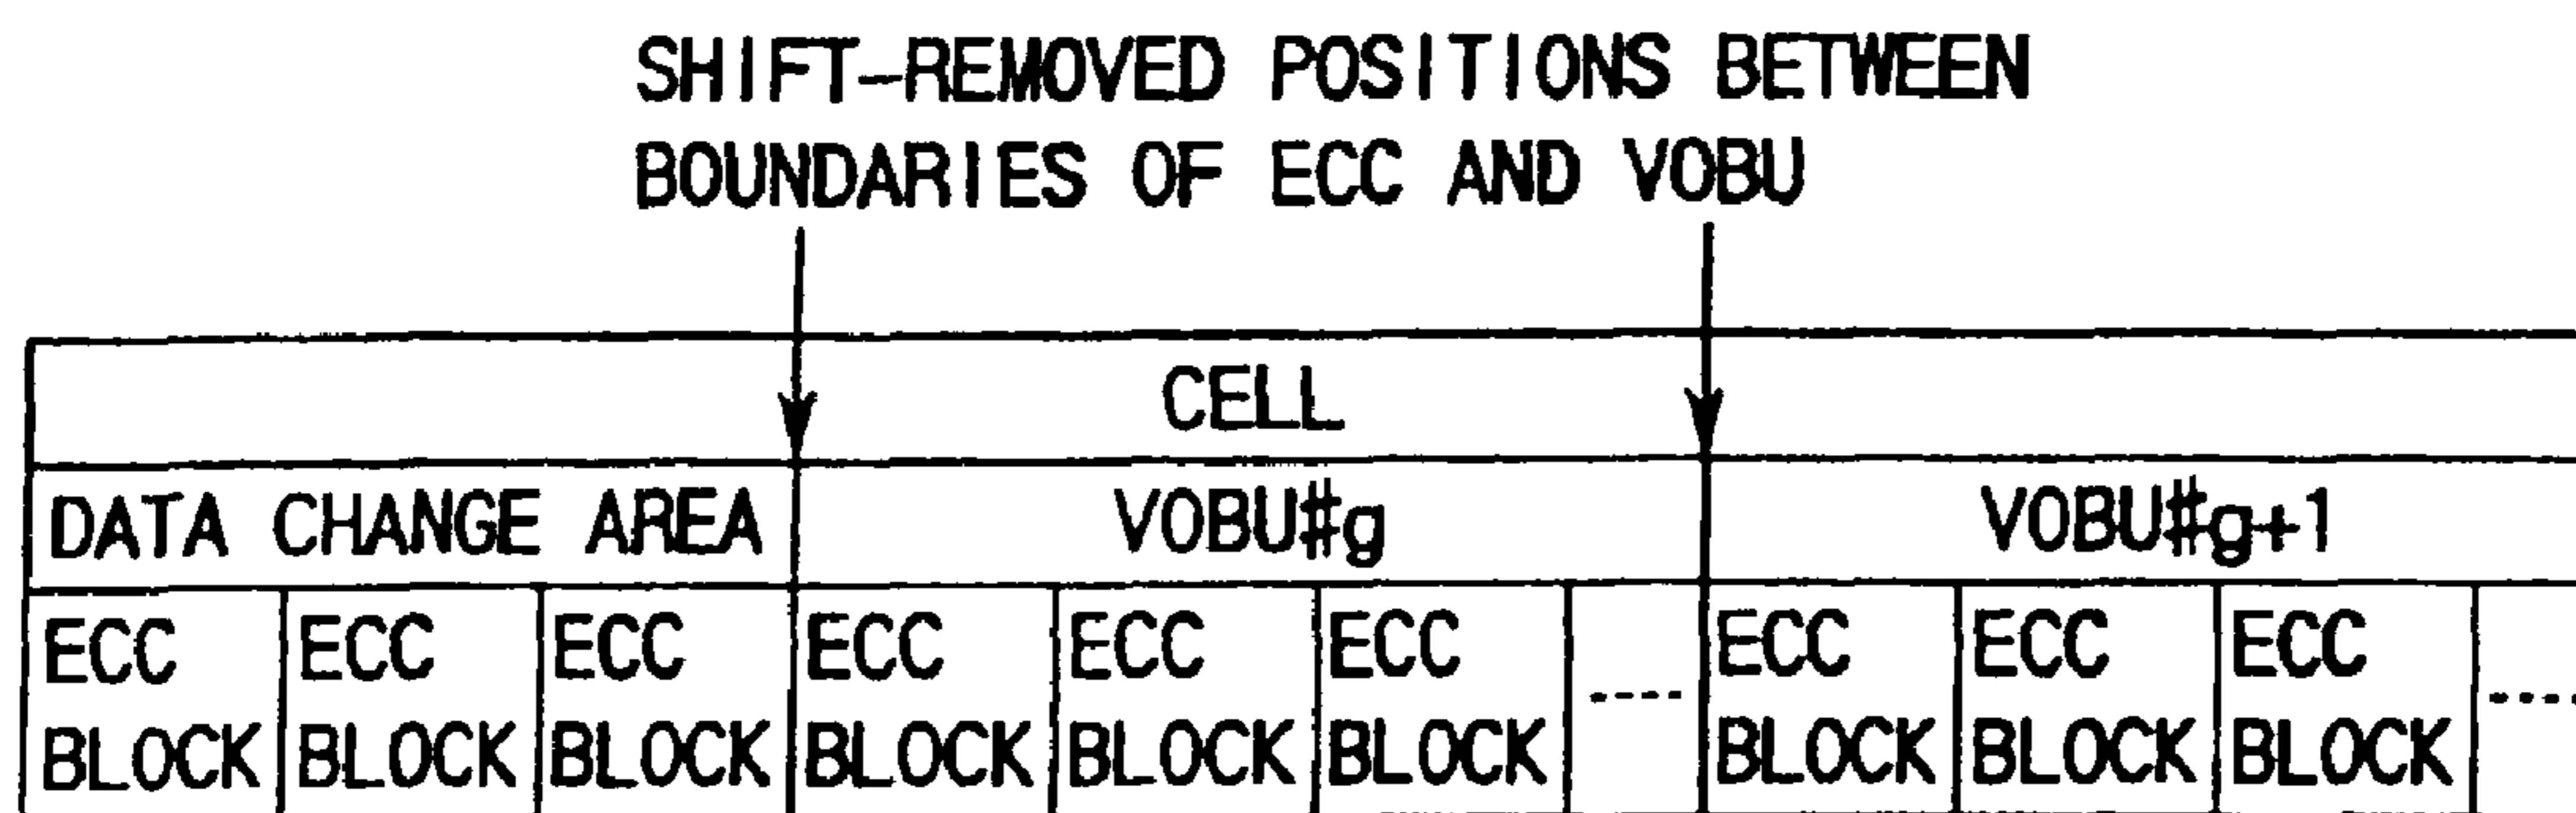 SHIFT-REMOVED POSITIONS BETWEEN
BOUNDARIES OF ECC AND VOBU
CELL
DATA CHANGE AREA VOBU#g VOBU#g+1
ECC ECC ECC ECC ECC ECC ---- ECC ECC ECC ----
BLOCK BLOCK BLOCK BLOCK BLOCK BLOCK BLOCK BLOCK BLOCK